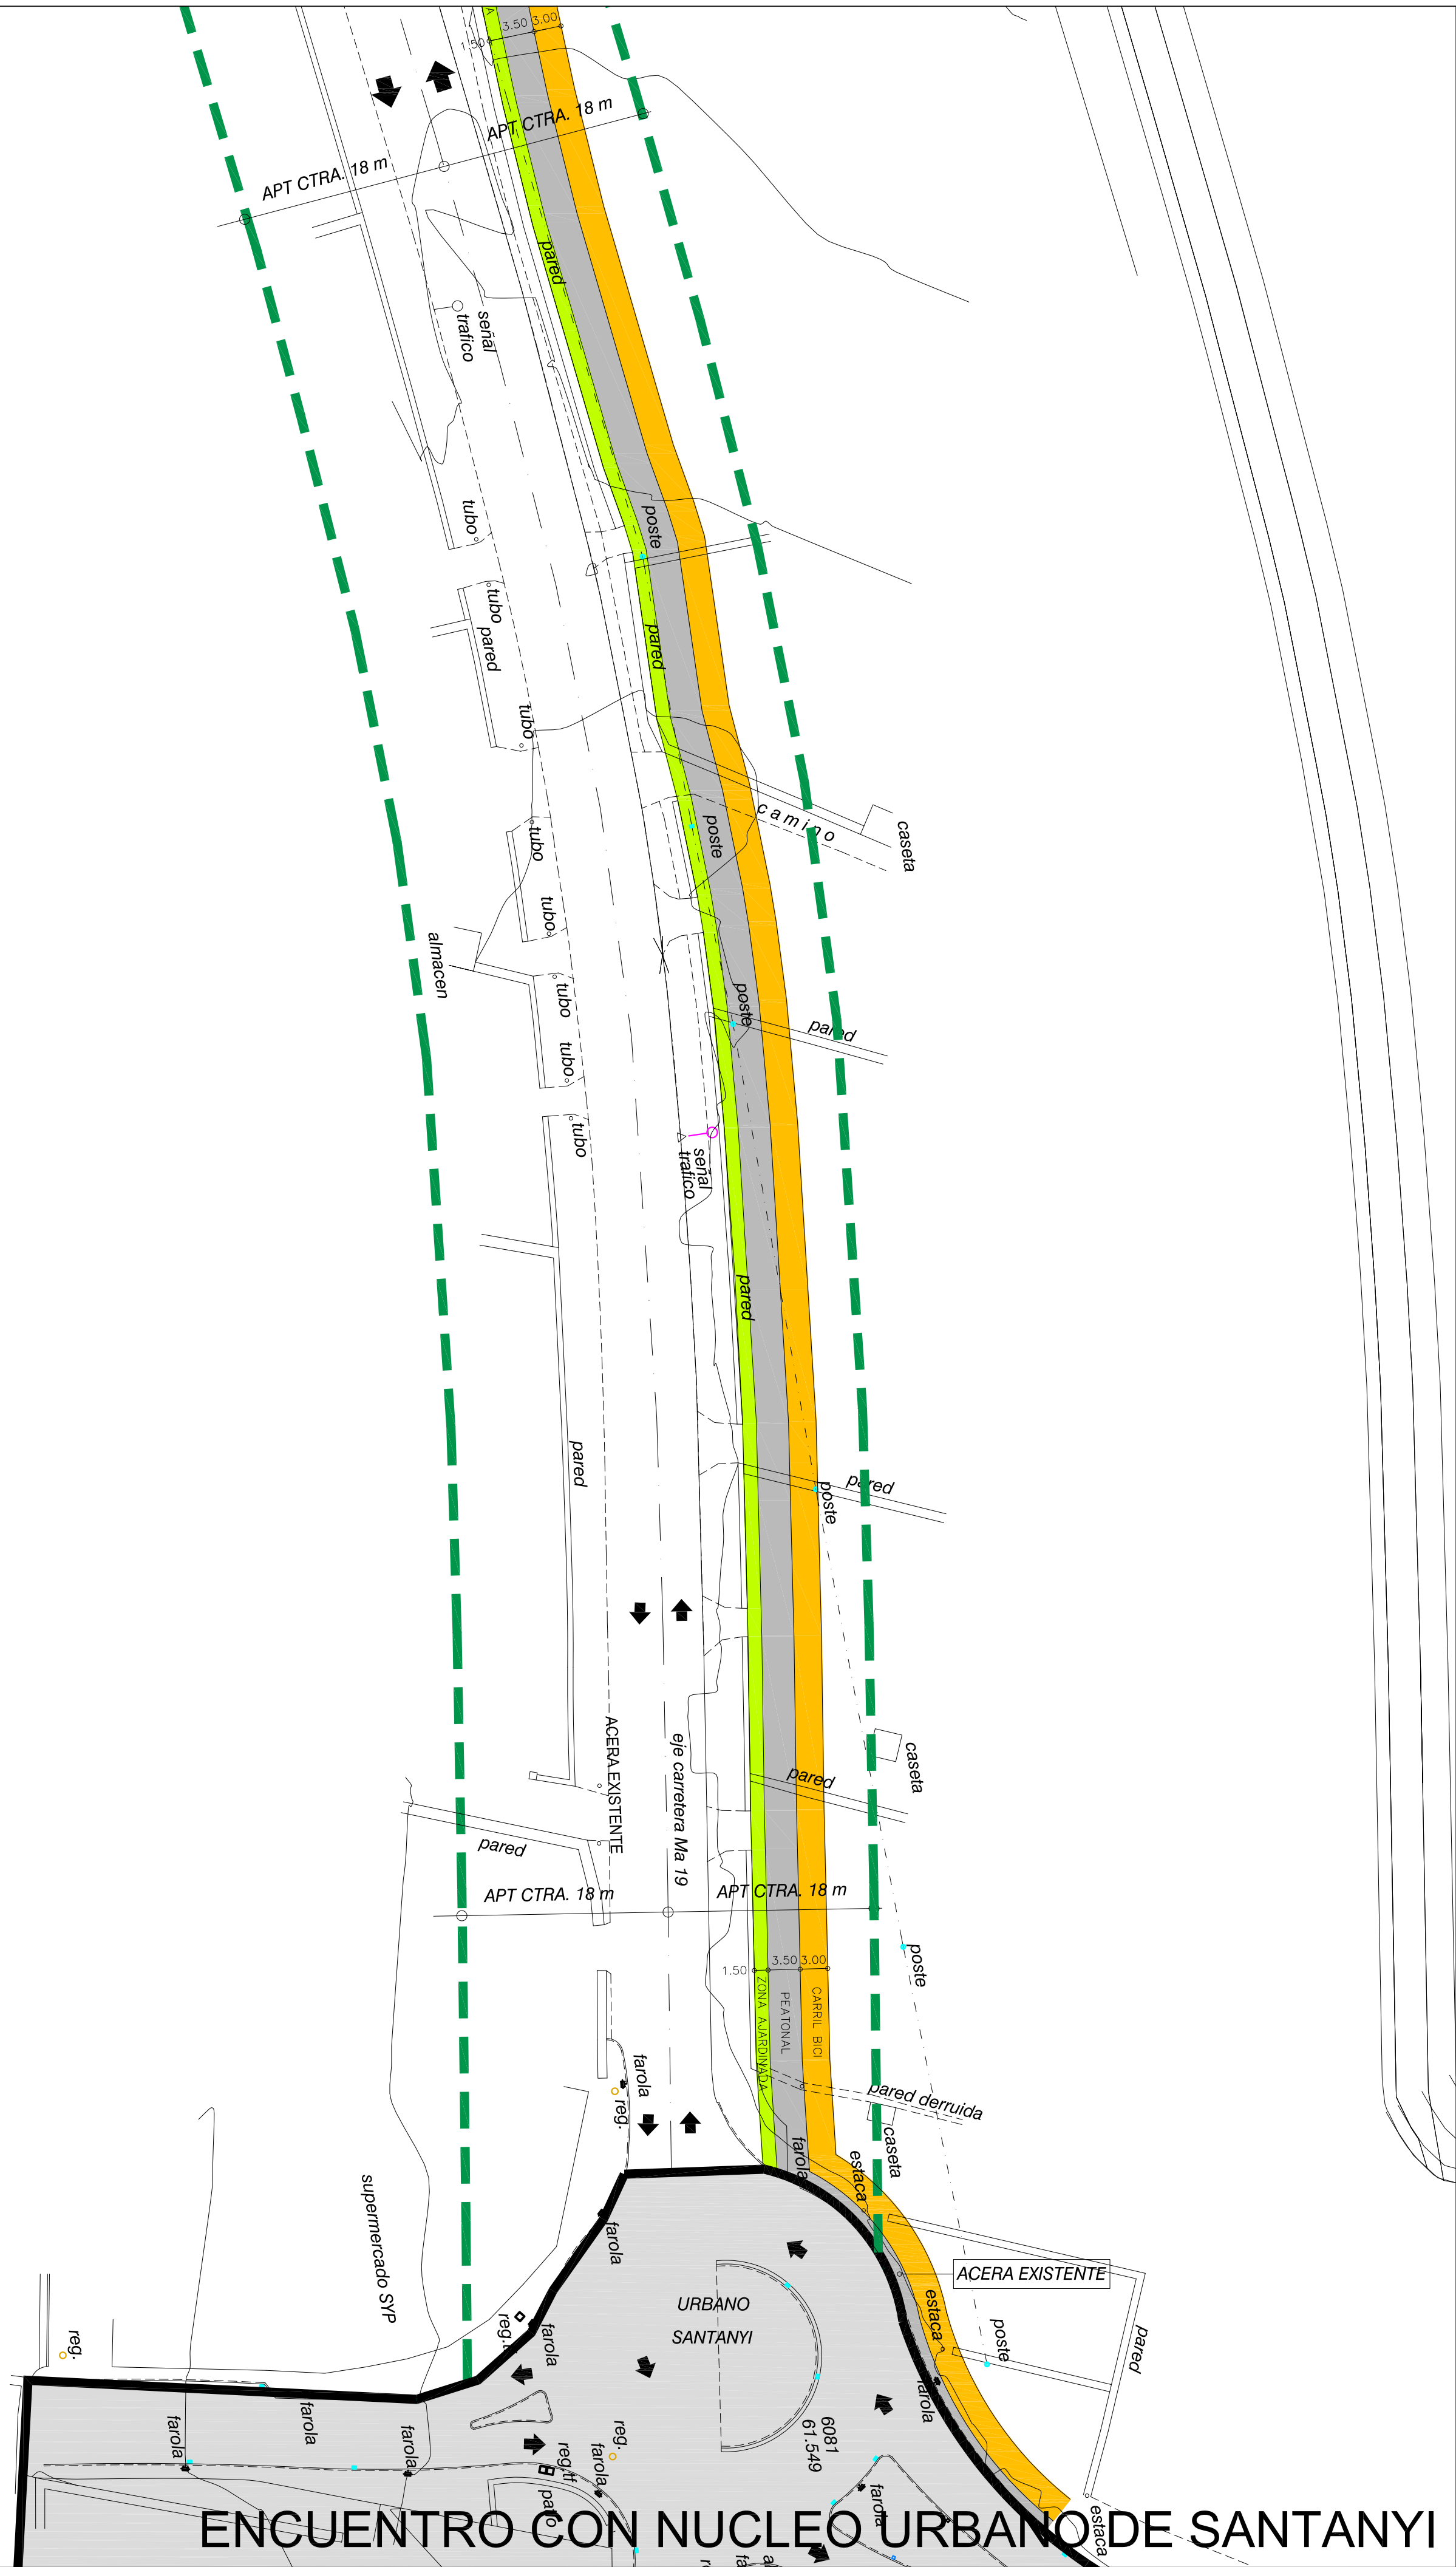 A
3.50 3.00
1.50
APT CTRA. 18 m
APT CTRA. 18 m
pared
señal
trafico
tubo
poste
tubo
pared
pared
tubo
camino
caseta
tubo
poste
tubo
almacen
tubo
poste
pared
tubo
tubo
señal
trafico
pared
pared
pared
poste
ACERA EXISTENTE
eje carretera Ma 19
caseta
pared
pared
APT CTRA. 18 m
APT CTRA. 18 m
poste
1.50 3.50 3.00
ZONA AJARDINADA
PEATONAL
CARRIL BICI
farola
reg.
pared derruida
caseta
farola
estaca
supermercado SYP
farola
ACERA EXISTENTE
URBANO
SANTANYI
estaca
poste
pared
reg.
farola
farola
farola
farola
farola
6081
61.549
reg.
farola
reg.tf
patio
farola
estaca
ENCUENTRO CON NUCLEO URBANO DE SANTANYI